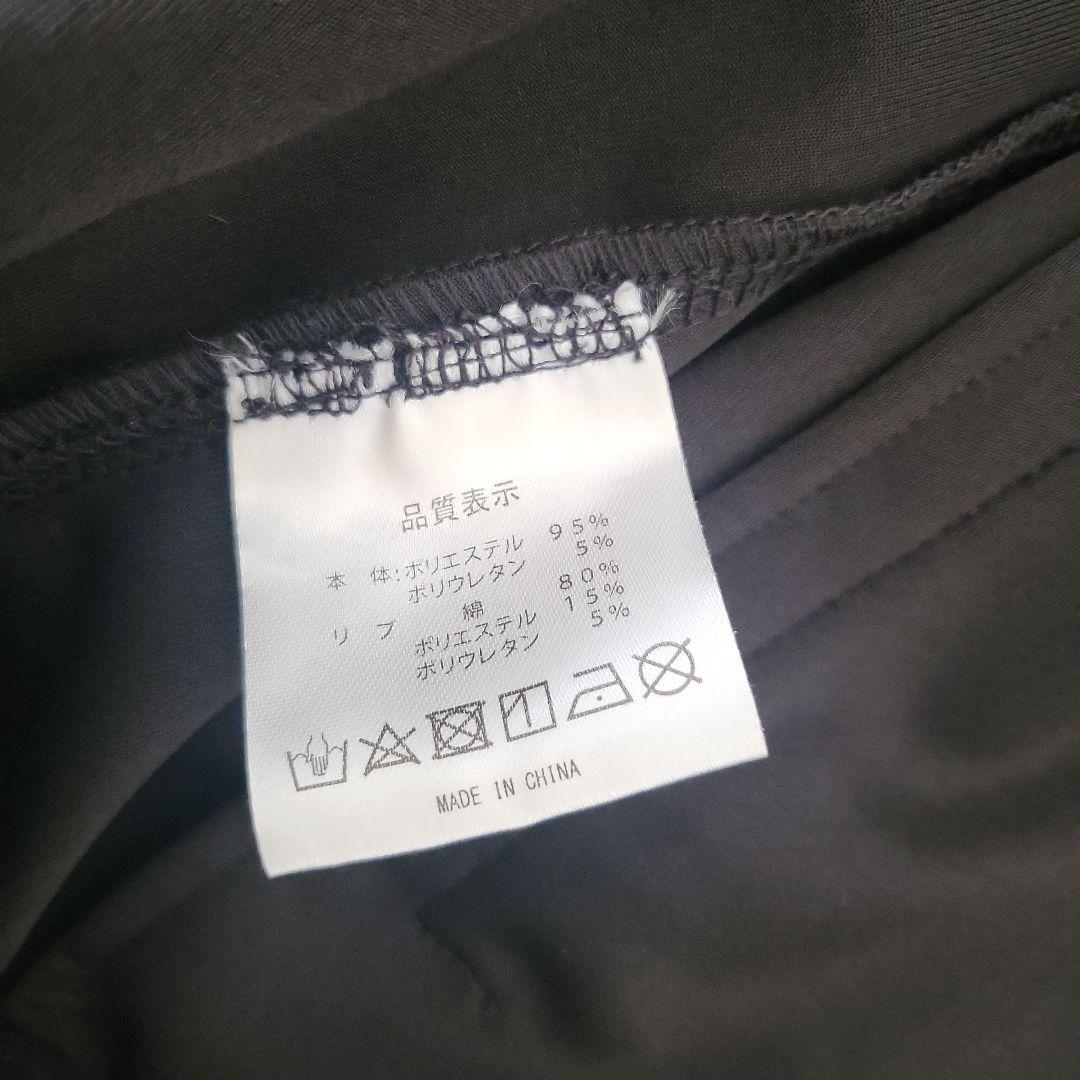 品質表示
本 体:ポリエステル 95%
ポリウレタン 5%
リブ 綿 80%
ポリエステル 15%
ポリウレタン 5%
MADE IN CHINA